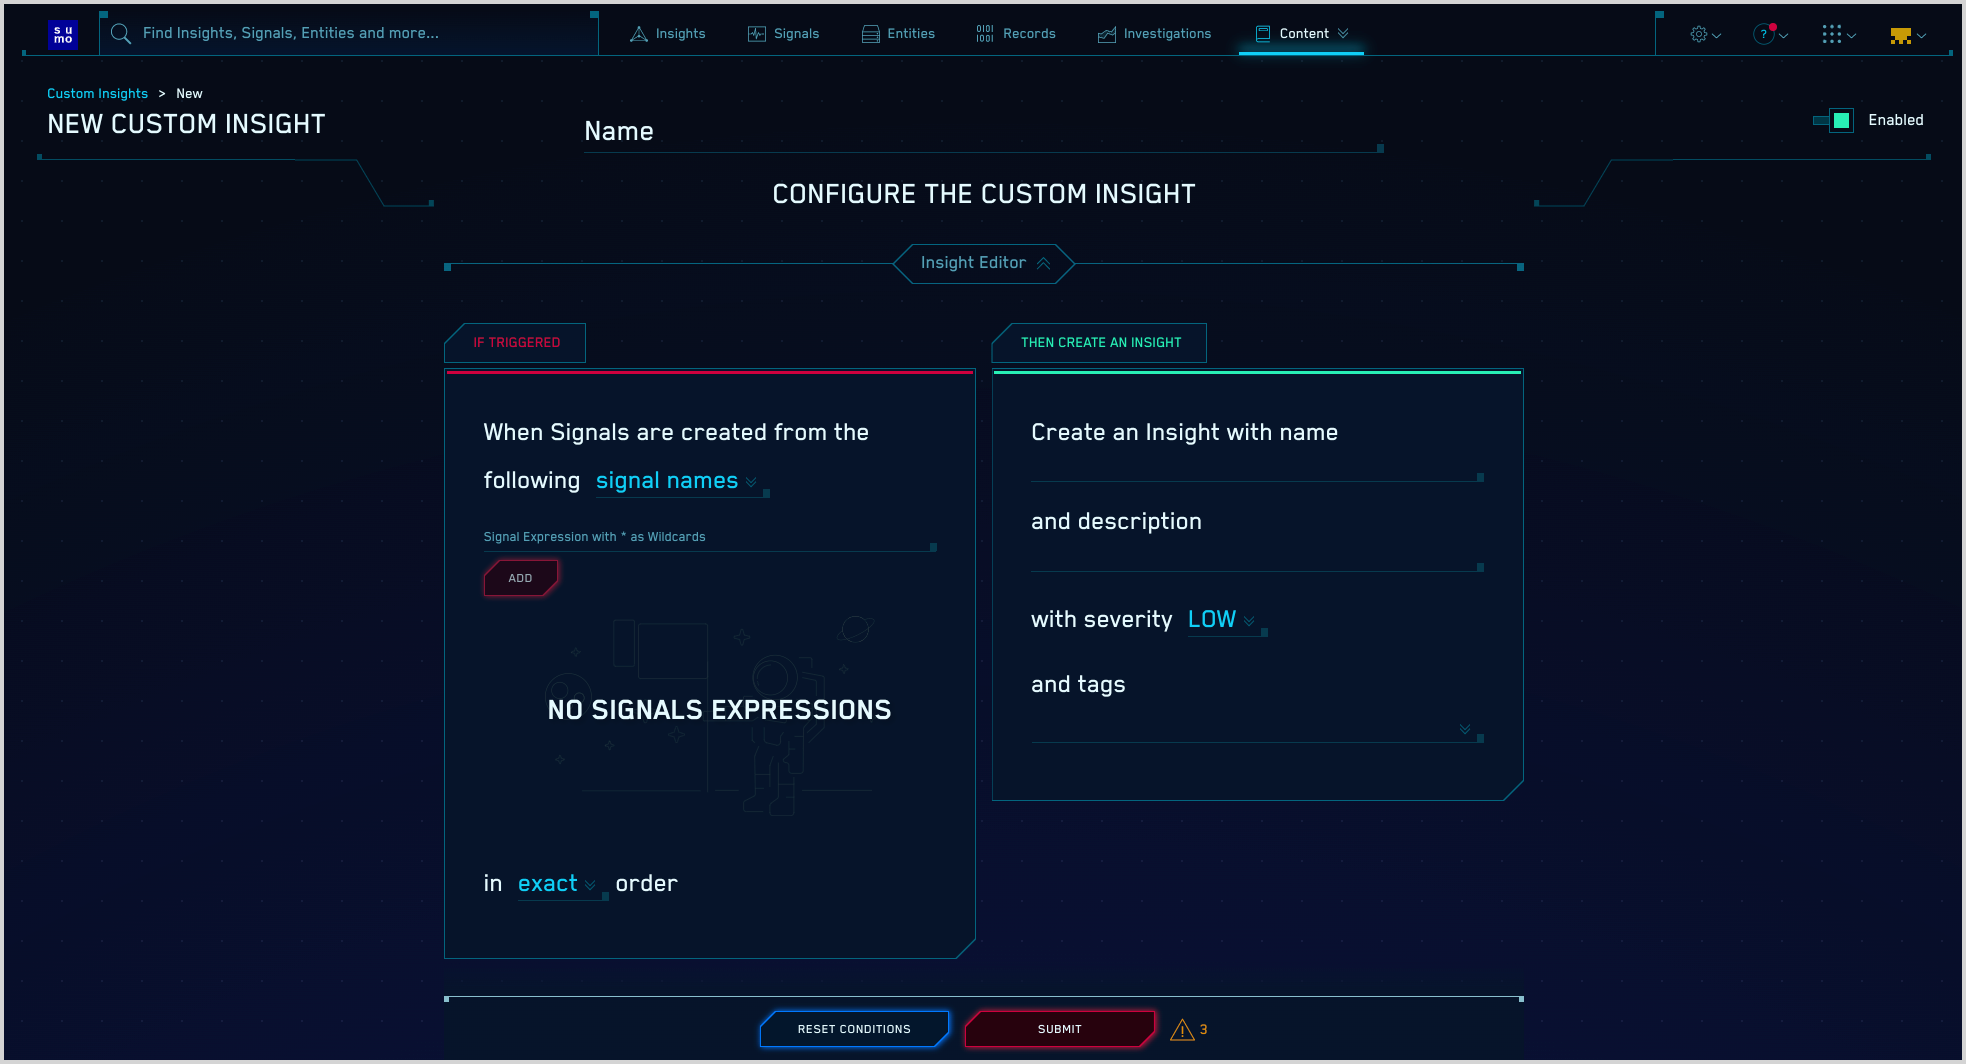 su
mo
Find Insights, Signals, Entities and more...
Insights
Signals
Entities
0101
1001
Records
Investigations
Content
?
Custom Insights > New
NEW CUSTOM INSIGHT
Name
Enabled
CONFIGURE THE CUSTOM INSIGHT
Insight Editor
IF TRIGGERED
When Signals are created from the
following signal names
Signal Expression with * as Wildcards
ADD
NO SIGNALS EXPRESSIONS
in exact order
THEN CREATE AN INSIGHT
Create an Insight with name
and description
with severity LOW
and tags
RESET CONDITIONS
SUBMIT
3